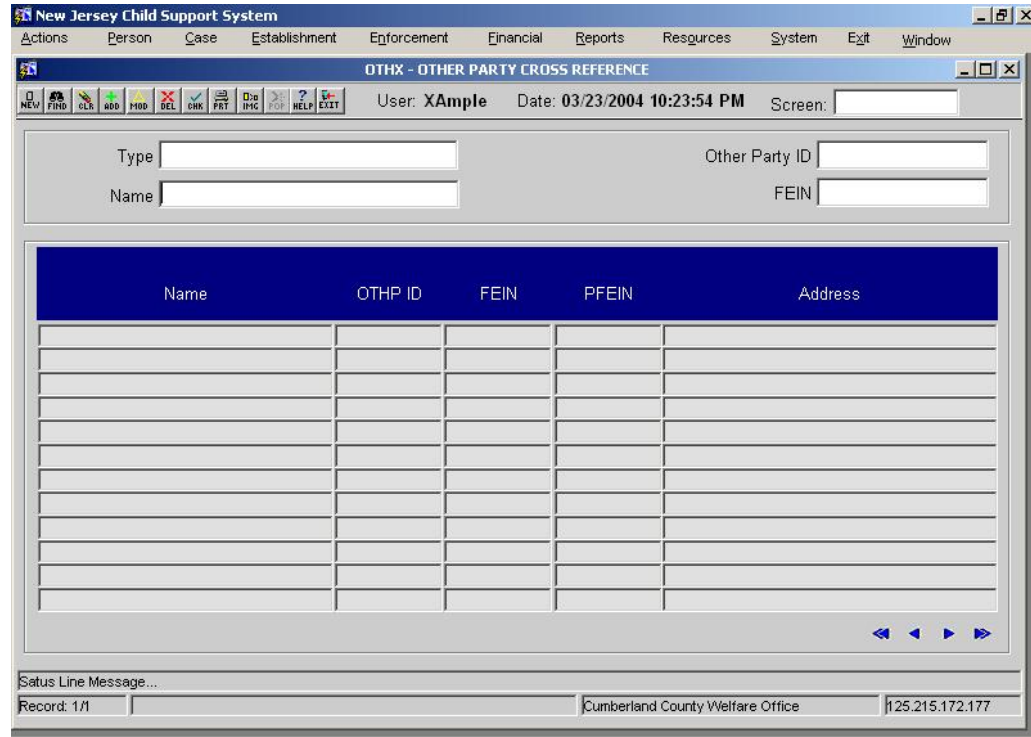 New Jersey Child Support System
Actions Person Case Establishment Enforcement Financial Reports Resources System Exit Window
OTHX - OTHER PARTY CROSS REFERENCE
NEW FIND CLR ADD MOD DEL CHK PRT IMG POP HELP EXIT User: XAmple Date: 03/23/2004 10:23:54 PM Screen:
Type Other Party ID
Name FEIN
Name OTHP ID FEIN PFEIN Address
Satus Line Message...
Record: 1/1 Cumberland County Welfare Office 125.215.172.177